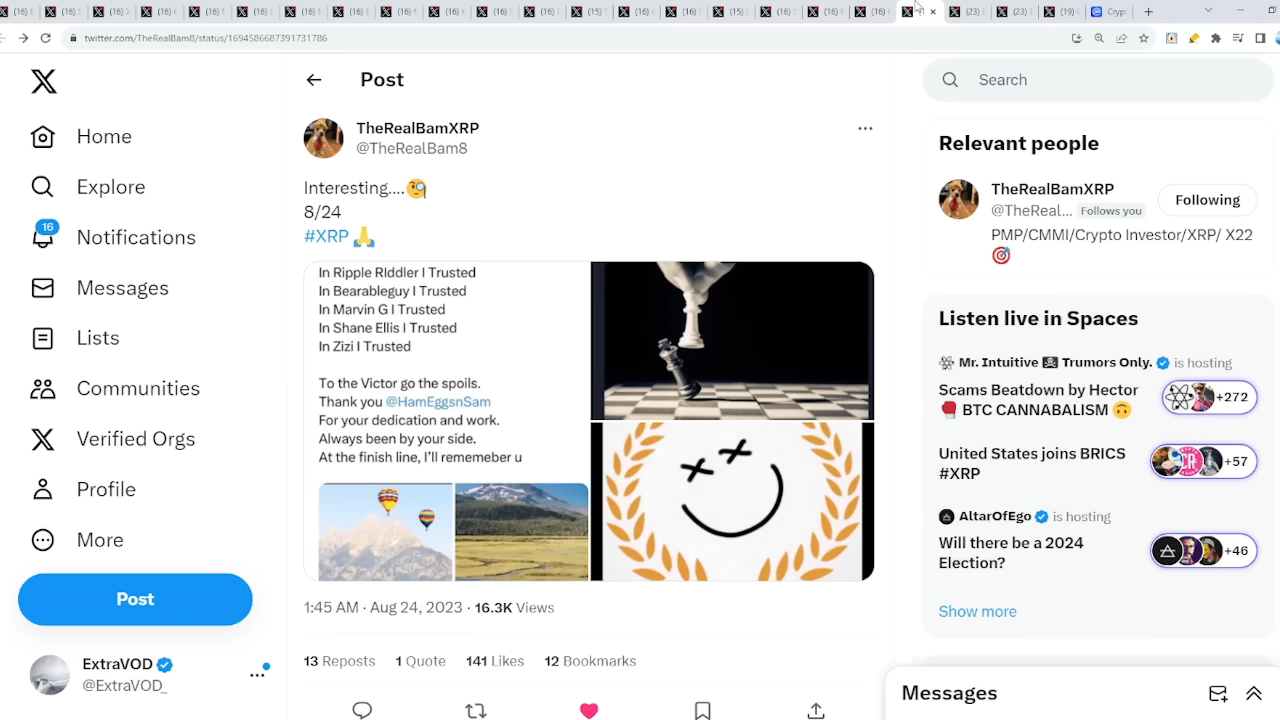 twitter.com/TheRealBam8/status/1694586687391731786
Home
Explore
16
Notifications
Messages
Lists
Communities
Verified Orgs
Profile
More
Post
ExtraVOD
@ExtraVOD_
Post
TheRealBamXRP
@TheRealBam8
Interesting....🧐
8/24
#XRP 🙏
In Ripple RIddler I Trusted
In Bearableguy I Trusted
In Marvin G I Trusted
In Shane Ellis I Trusted
In Zizi I Trusted
To the Victor go the spoils.
Thank you @HamEggsnSam
For your dedication and work.
Always been by your side.
At the finish line, I'll rememeber u
1:45 AM · Aug 24, 2023 · 16.3K Views
13 Reposts 1 Quote 141 Likes 12 Bookmarks
Search
Relevant people
TheRealBamXRP
@TheReal... Follows you
Following
PMP/CMMI/Crypto Investor/XRP/ X22
🎯
Listen live in Spaces
Mr. Intuitive ☠ Trumors Only. is hosting
Scams Beatdown by Hector
🥊 BTC CANNABALISM 🙃
+272
United States joins BRICS
#XRP
+57
AltarOfEgo is hosting
Will there be a 2024
Election?
+46
Show more
Messages